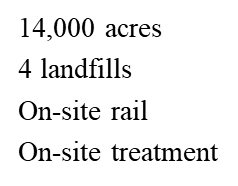 14,000 acres
4 landfills
On-site rail
On-site treatment